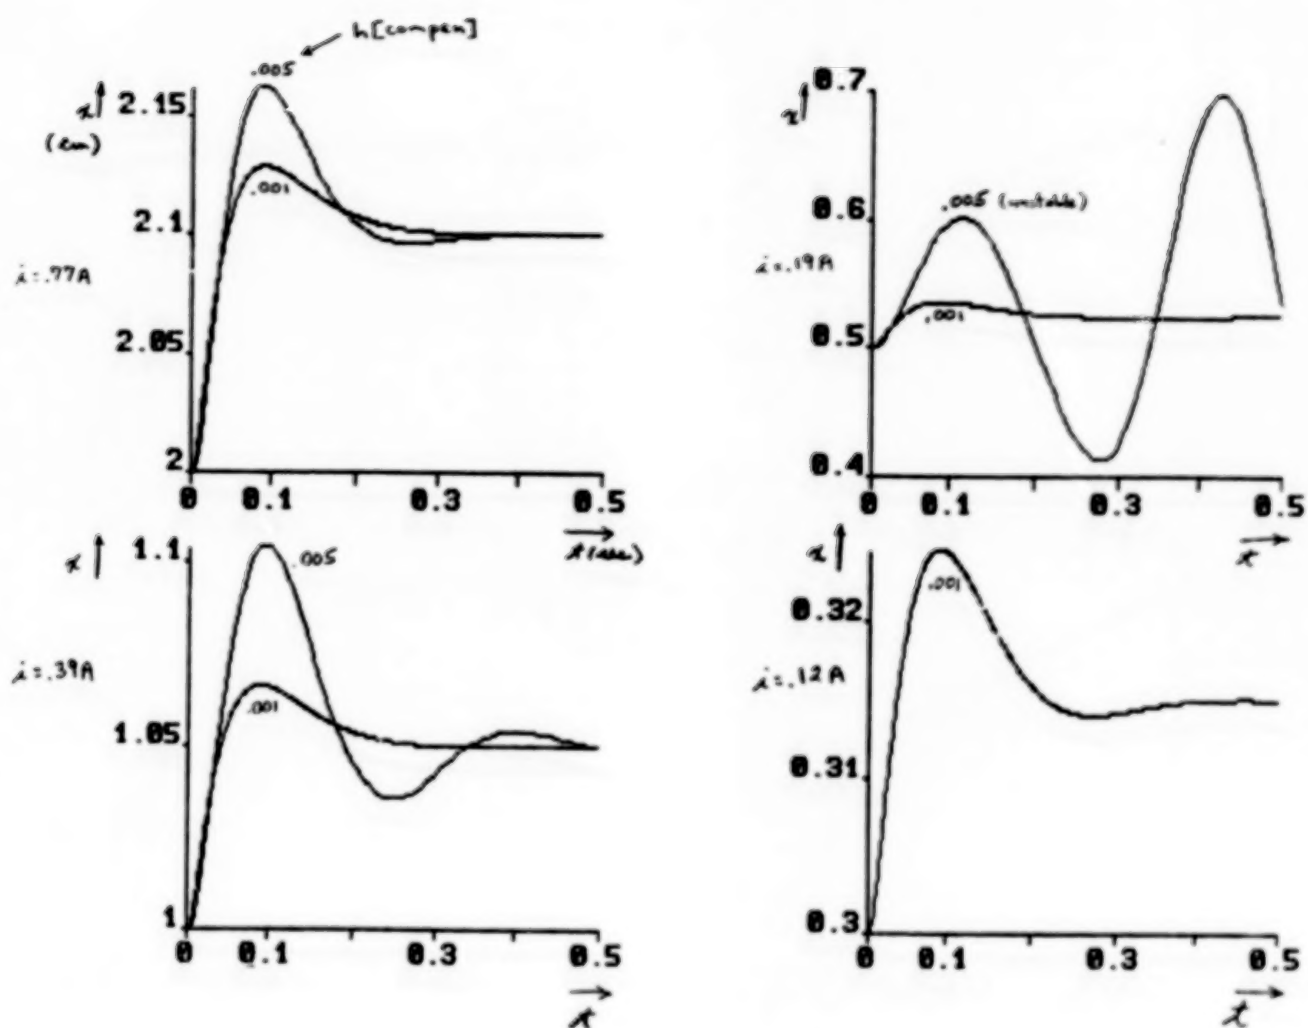 h[compen]
.005
x
2.15
(cm)
.001
2.1
i=.77A
2.05
2
0 0.1 0.3 0.5
t(sec)
0.7
x
.005 (unstable)
0.6
i=.19A
.001
0.5
0.4
0 0.1 0.3 0.5
t
x
1.1
.005
i=.39A
.001
1.05
1
0 0.1 0.3 0.5
t
x
.001
0.32
i=.12A
0.31
0.3
0 0.1 0.3 0.5
t